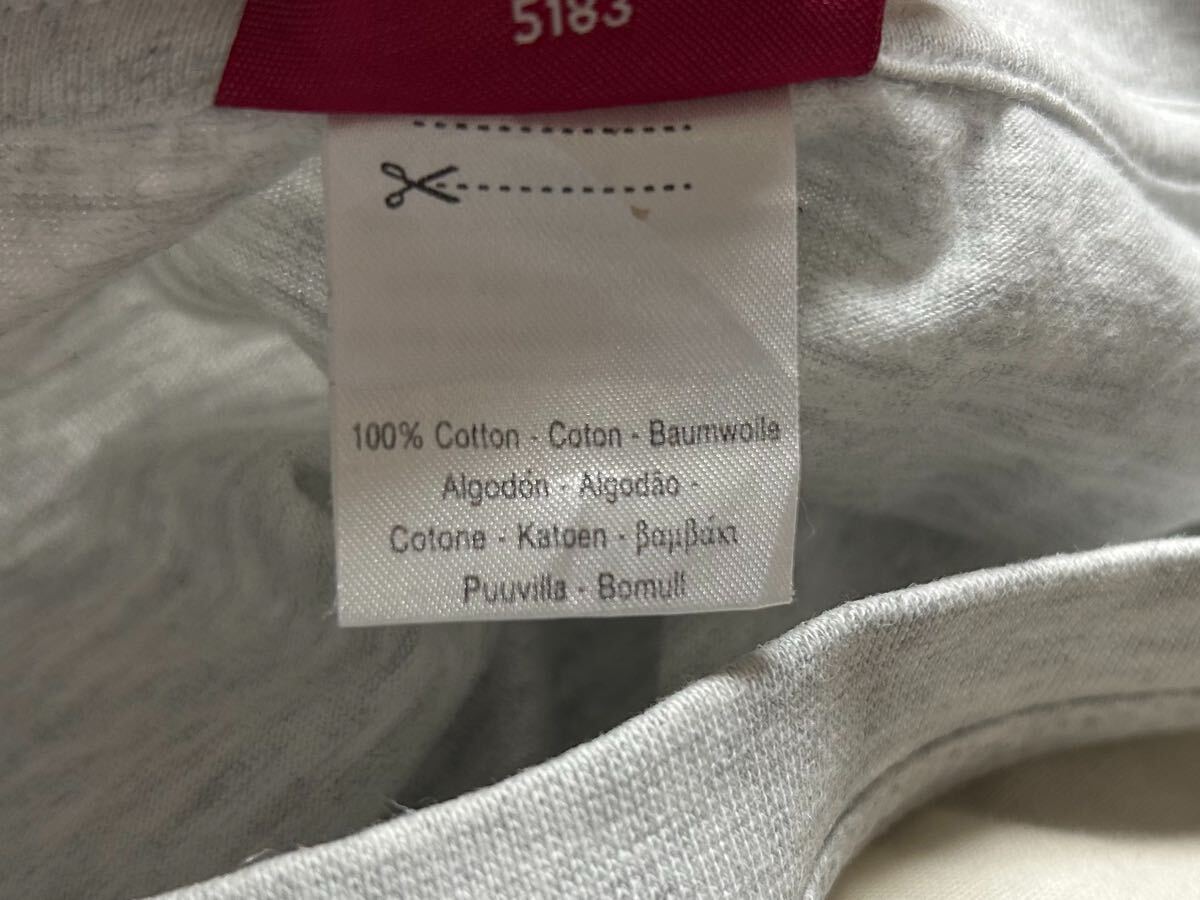 5183
100% Cotton - Coton - Baumwolle
Algodón - Algodão -
Cotone - Katoen - βαμβάκι
Puuvilla - Bomull